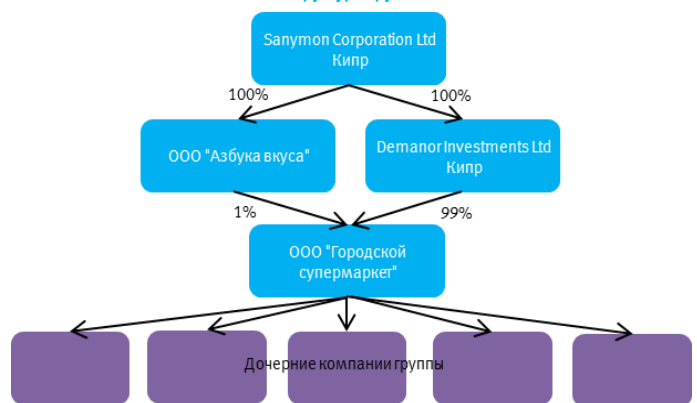 Sanymon Corporation Ltd
Кипр
100%
100%
ООО "Азбука вкуса"
Demanor Investments Ltd
Кипр
1%
99%
ООО "Городской
супермаркет"
Дочерние компании группы